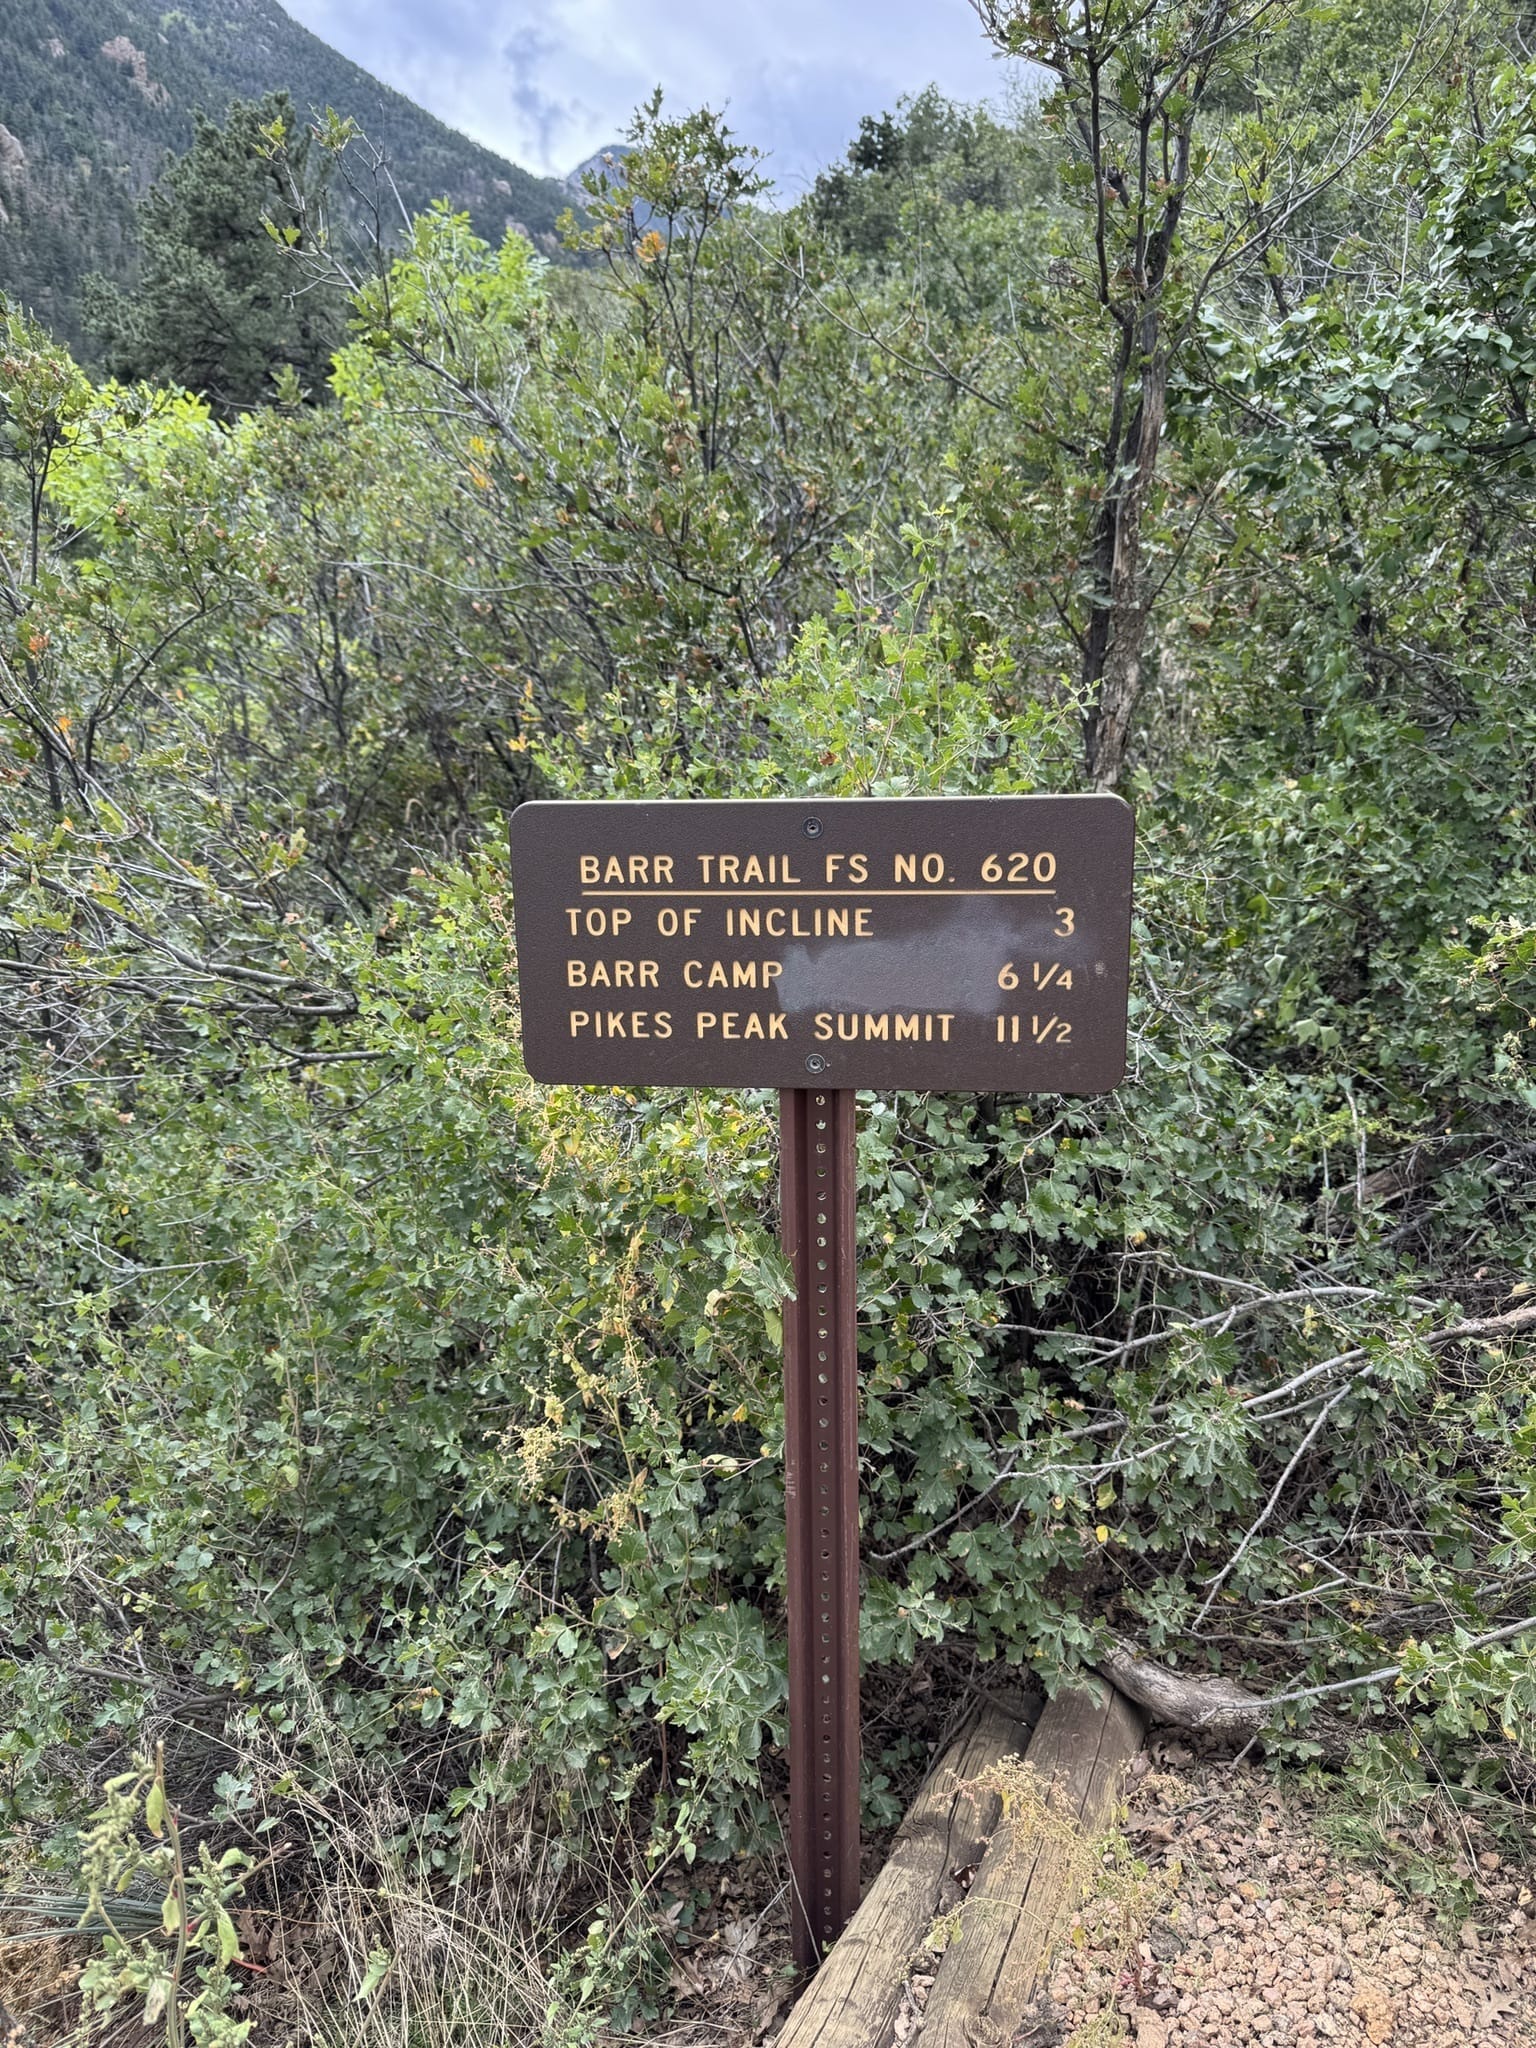 BARR TRAIL FS NO. 620
TOP OF INCLINE 3
BARR CAMP 6 1/4
PIKES PEAK SUMMIT 11 1/2